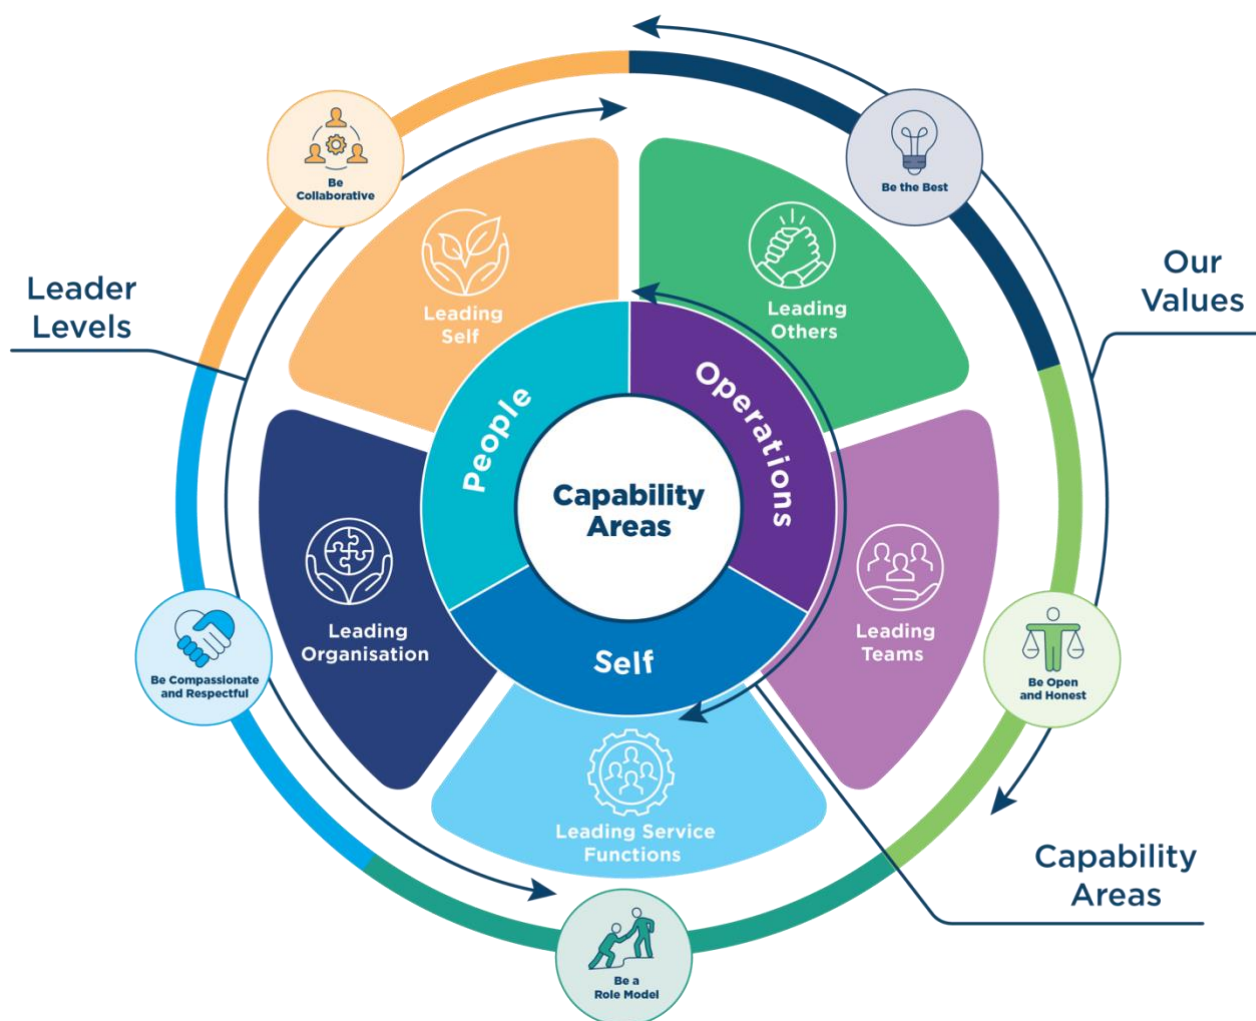 Be
Collaborative
Be the Best
Leader
Levels
Our
Values
Leading
Self
Leading
Others
People
Operations
Capability
Areas
Self
Leading
Organisation
Leading
Teams
Be Compassionate
and Respectful
Be Open
and Honest
Leading Service
Functions
Capability
Areas
Be a
Role Model